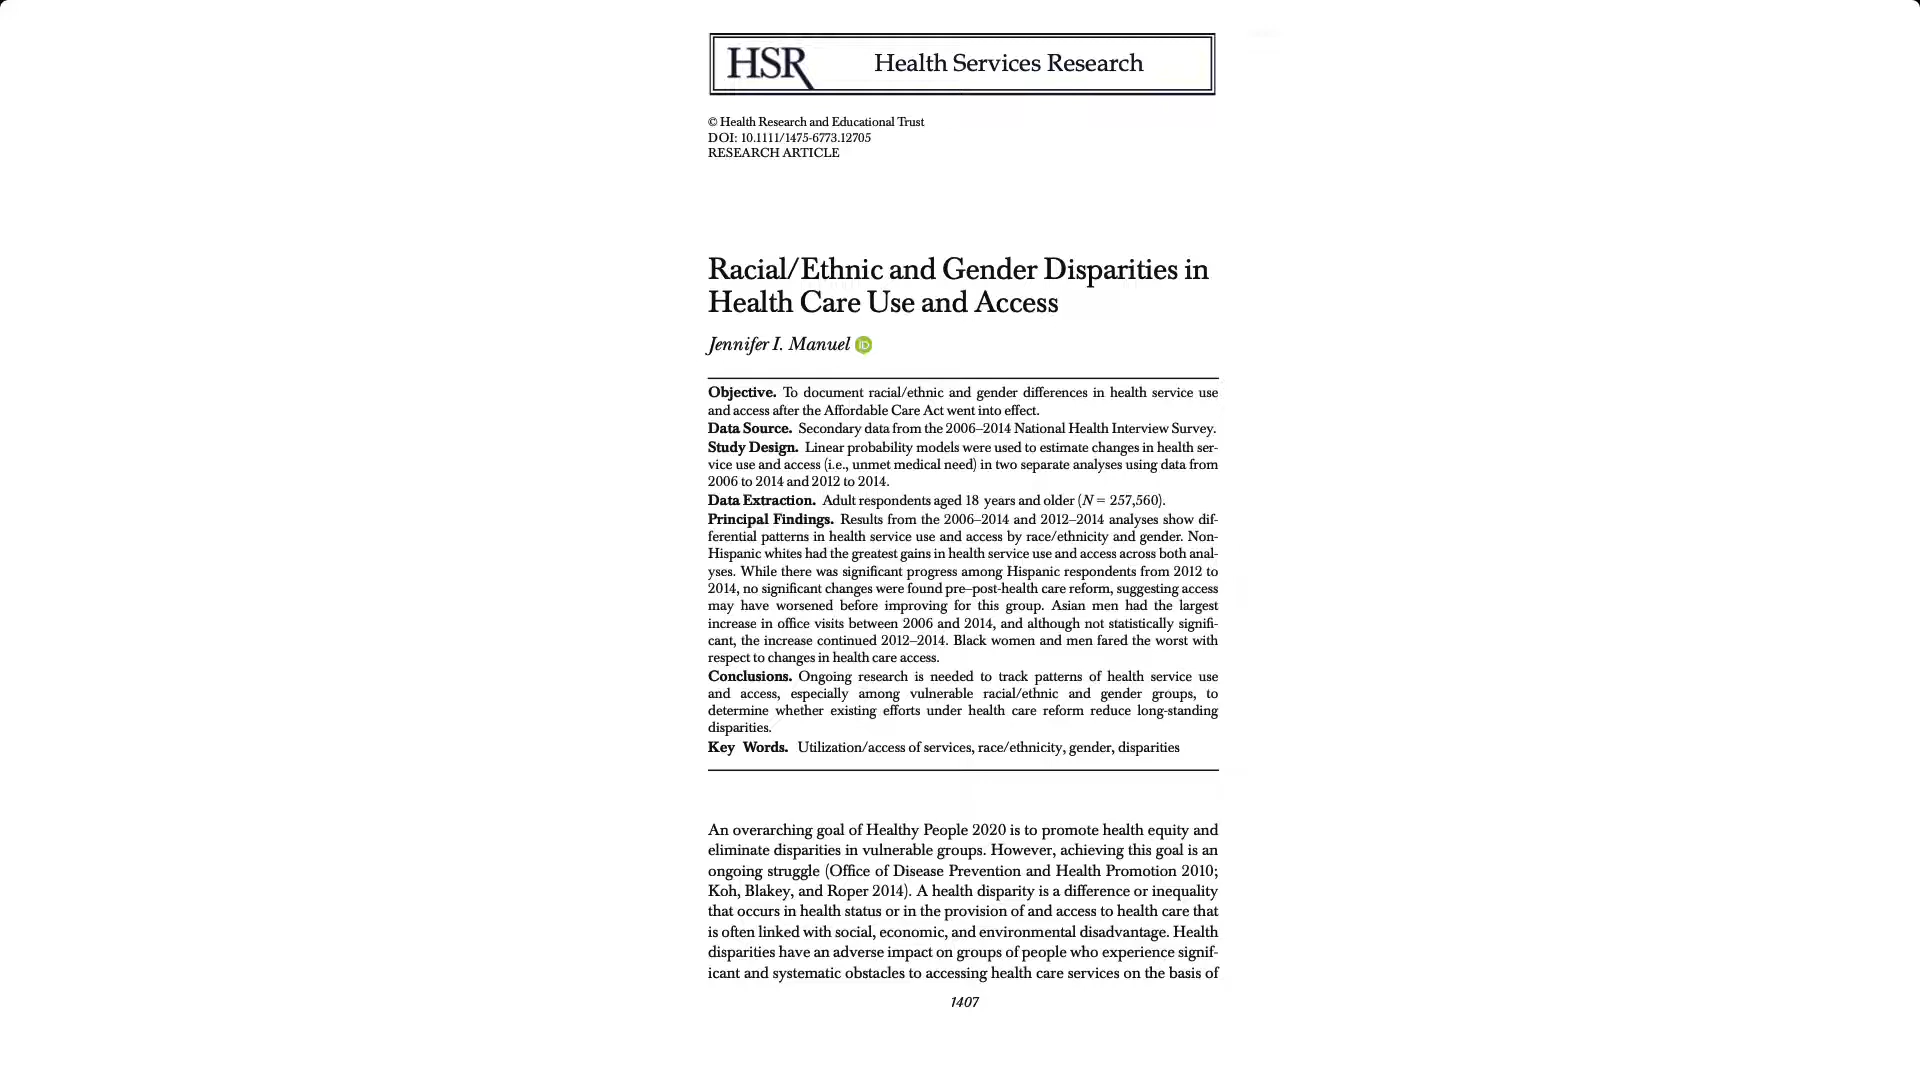 HSR Health Services Research
© Health Research and Educational Trust
DOI: 10.1111/1475-6773.12705
RESEARCH ARTICLE
Racial/Ethnic and Gender Disparities in
Health Care Use and Access
Jennifer I. Manuel iD
Objective. To document racial/ethnic and gender differences in health service use
and access after the Affordable Care Act went into effect.
Data Source. Secondary data from the 2006–2014 National Health Interview Survey.
Study Design. Linear probability models were used to estimate changes in health ser-
vice use and access (i.e., unmet medical need) in two separate analyses using data from
2006 to 2014 and 2012 to 2014.
Data Extraction. Adult respondents aged 18 years and older (N = 257,560).
Principal Findings. Results from the 2006–2014 and 2012–2014 analyses show dif-
ferential patterns in health service use and access by race/ethnicity and gender. Non-
Hispanic whites had the greatest gains in health service use and access across both anal-
yses. While there was significant progress among Hispanic respondents from 2012 to
2014, no significant changes were found pre–post-health care reform, suggesting access
may have worsened before improving for this group. Asian men had the largest
increase in office visits between 2006 and 2014, and although not statistically signifi-
cant, the increase continued 2012–2014. Black women and men fared the worst with
respect to changes in health care access.
Conclusions. Ongoing research is needed to track patterns of health service use
and access, especially among vulnerable racial/ethnic and gender groups, to
determine whether existing efforts under health care reform reduce long-standing
disparities.
Key Words. Utilization/access of services, race/ethnicity, gender, disparities
An overarching goal of Healthy People 2020 is to promote health equity and
eliminate disparities in vulnerable groups. However, achieving this goal is an
ongoing struggle (Office of Disease Prevention and Health Promotion 2010;
Koh, Blakey, and Roper 2014). A health disparity is a difference or inequality
that occurs in health status or in the provision of and access to health care that
is often linked with social, economic, and environmental disadvantage. Health
disparities have an adverse impact on groups of people who experience signif-
icant and systematic obstacles to accessing health care services on the basis of
1407